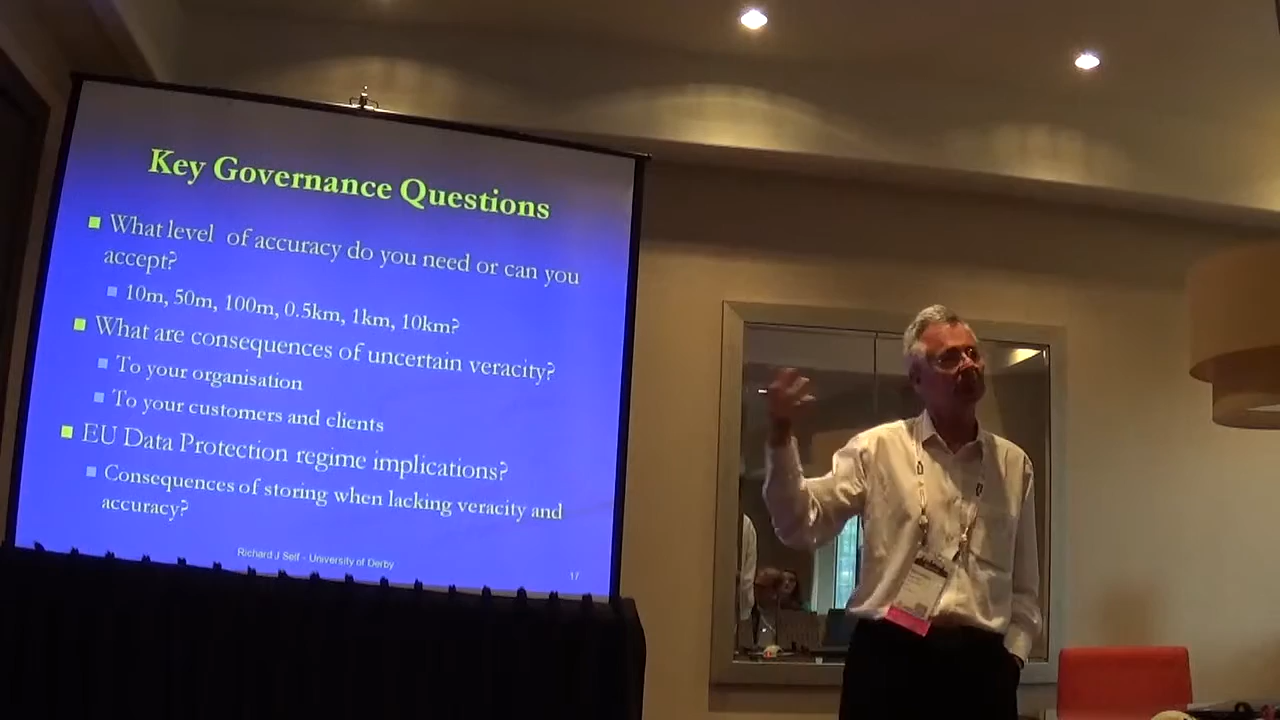 Key Governance Questions
What level of accuracy do you need or can you
accept?
10m, 50m, 100m, 0.5km, 1km, 10km?
What are consequences of uncertain veracity?
To your organisation
To your customers and clients
EU Data Protection regime implications?
Consequences of storing when lacking veracity and
accuracy?
Richard J Self - University of Derby
17